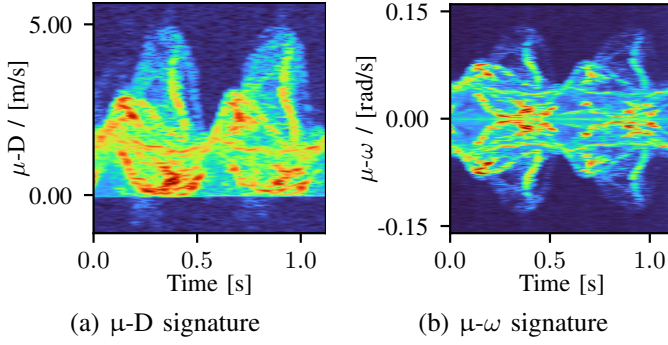 5.00
0.00
μ-D / [m/s]
0.0
0.5
1.0
Time [s]
(a) μ-D signature
0.15
0.00
-0.15
μ-ω / [rad/s]
0.0
0.5
1.0
Time [s]
(b) μ-ω signature